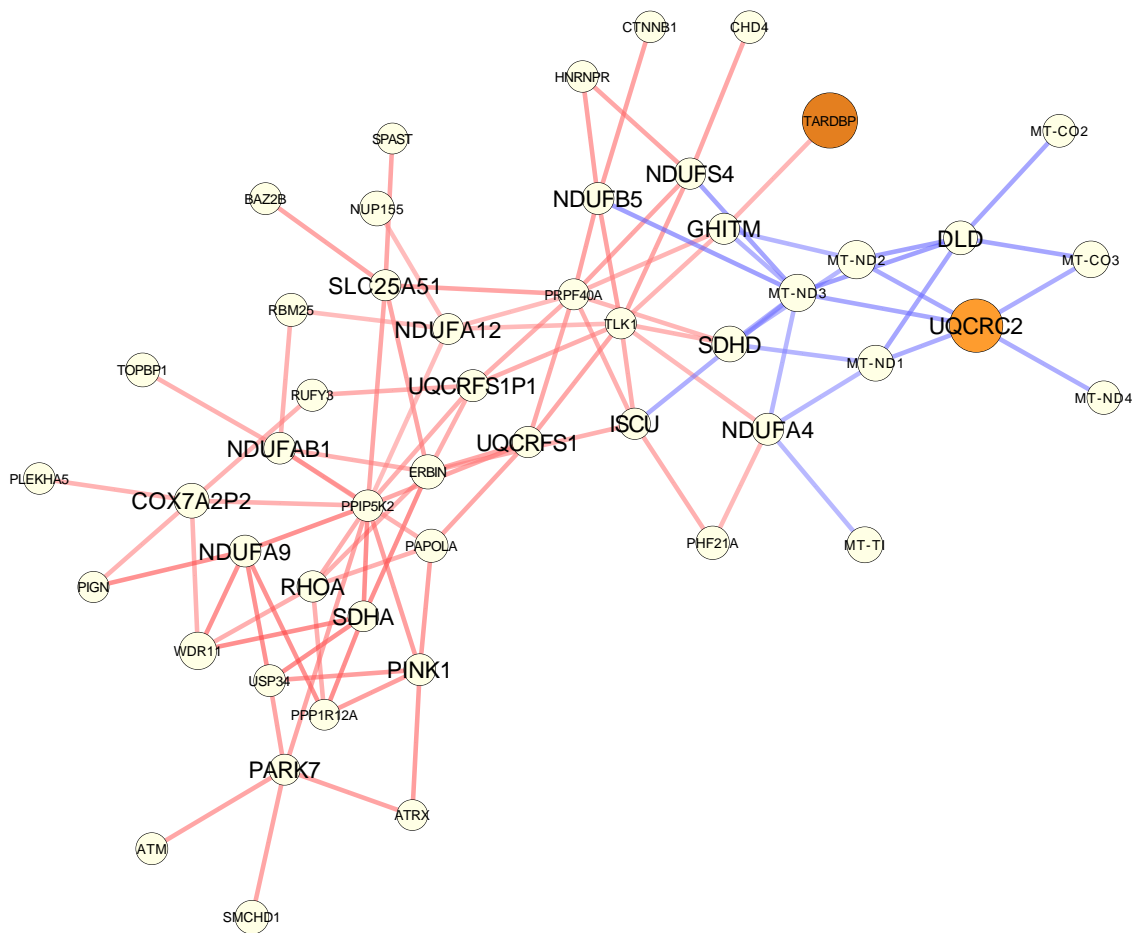 CTNNB1
CHD4
HNRNPR
TARDBP
MT-CO2
SPAST
NDUFS4
NDUFB5
BAZ2B
NUP155
GHITM
DLD
MT-ND2
MT-CO3
SLC25A51
PRPF40A
MT-ND3
RBM25
NDUFA12
TLK1
UQCRC2
SDHD
TOPBP1
MT-ND1
RUFY3
UQCRFS1P1
MT-ND4
NDUFAB1
UQCRFS1
ISCU
NDUFA4
PLEKHA5
ERBIN
COX7A2P2
PPIP5K2
NDUFA9
PAPOLA
PHF21A
MT-TI
PIGN
RHOA
SDHA
WDR11
PINK1
USP34
PPP1R12A
PARK7
ATRX
ATM
SMCHD1